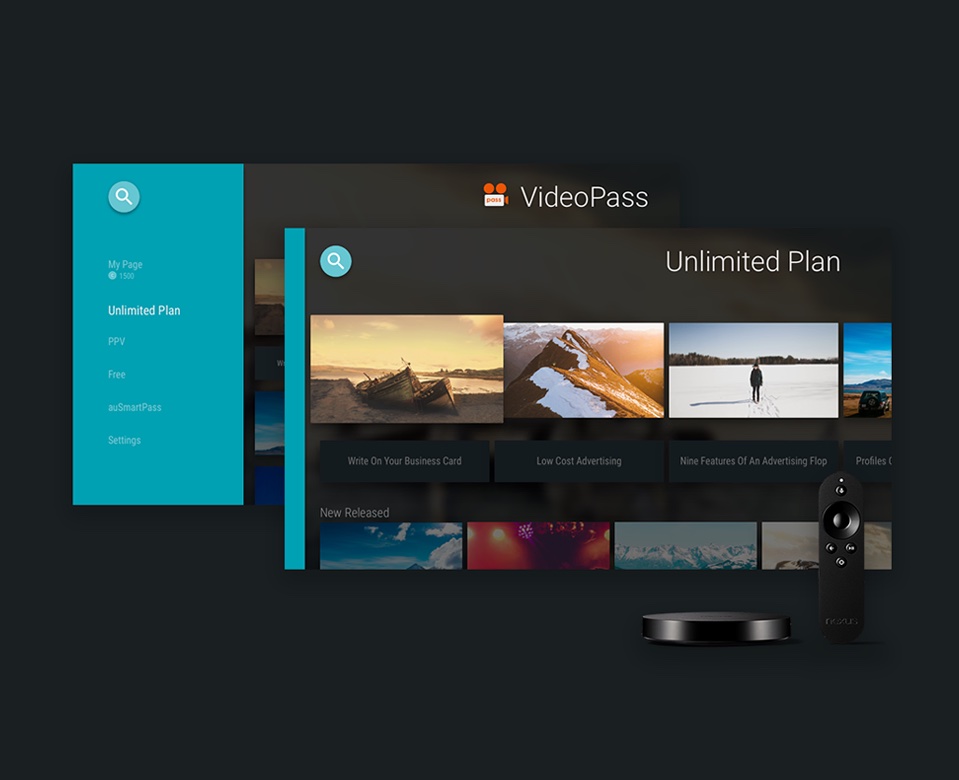 pass VideoPass
My Page
1500
Unlimited Plan
PPV
Free
auSmartPass
Settings
Unlimited Plan
Write On Your Business Card
Low Cost Advertising
Nine Features Of An Advertising Flop
Profiles
New Released
nexus